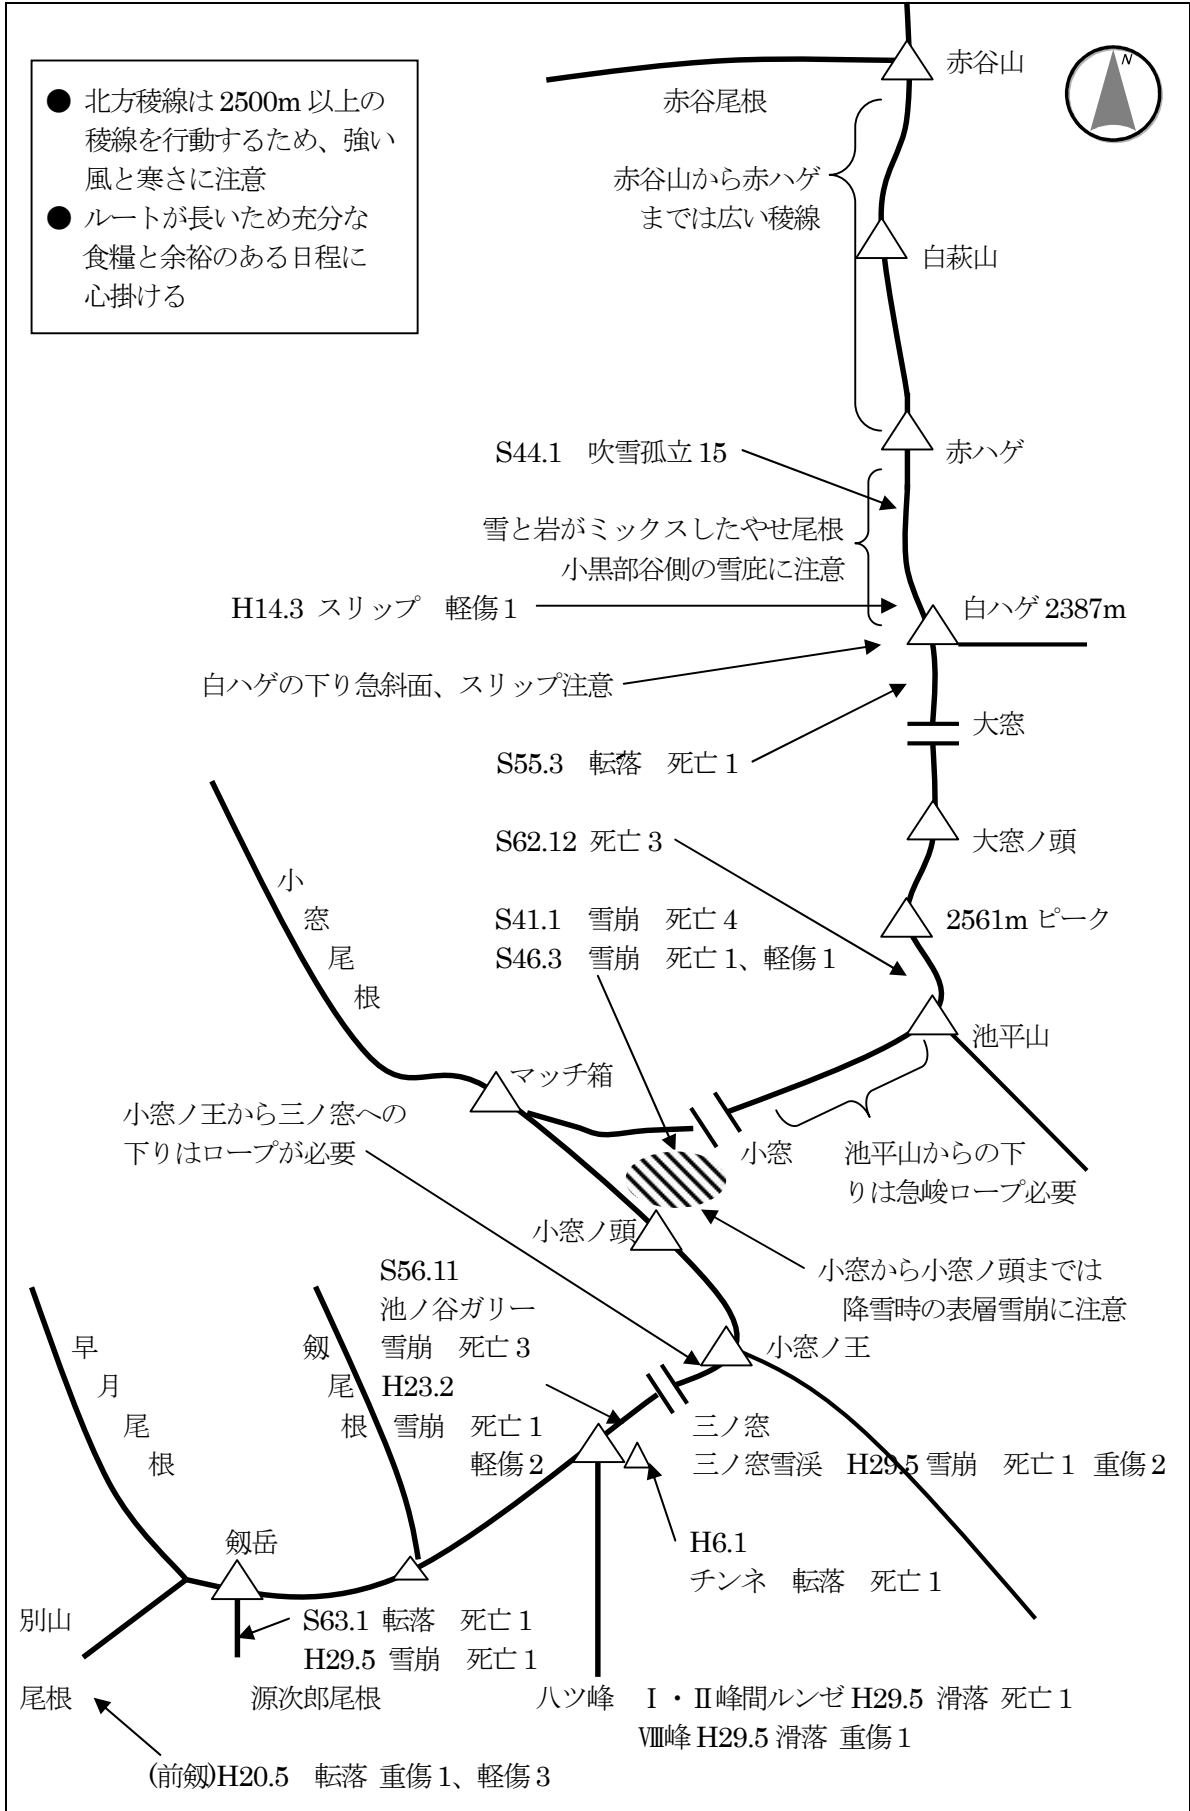 N
赤谷山
赤谷尾根
● 北方稜線は 2500m 以上の
稜線を行動するため、強い
風と寒さに注意
● ルートが長いため充分な
食糧と余裕のある日程に
心掛ける
赤谷山から赤ハゲ
までは広い稜線
白萩山
S44.1 吹雪孤立 15
赤ハゲ
雪と岩がミックスしたやせ尾根
小黒部谷側の雪庇に注意
H14.3 スリップ 軽傷 1
白ハゲ 2387m
白ハゲの下り急斜面、スリップ注意
大窓
S55.3 転落 死亡 1
S62.12 死亡 3
大窓ノ頭
小窓尾根
S41.1 雪崩 死亡 4
S46.3 雪崩 死亡 1、軽傷 1
2561m ピーク
池平山
マッチ箱
小窓ノ王から三ノ窓への
下りはロープが必要
小窓
池平山からの下
りは急峻ロープ必要
小窓ノ頭
小窓から小窓ノ頭までは
降雪時の表層雪崩に注意
S56.11
池ノ谷ガリー
雪崩 死亡 3
H23.2
雪崩 死亡 1
軽傷 2
小窓ノ王
早月尾根
剱尾根
三ノ窓
三ノ窓雪渓 H29.5 雪崩 死亡 1 重傷 2
H6.1
チンネ 転落 死亡 1
剱岳
別山
尾根
S63.1 転落 死亡 1
H29.5 雪崩 死亡 1
源次郎尾根
八ツ峰 Ⅰ・Ⅱ峰間ルンゼ H29.5 滑落 死亡 1
Ⅷ峰 H29.5 滑落 重傷 1
(前剱)H20.5 転落 重傷 1、軽傷 3